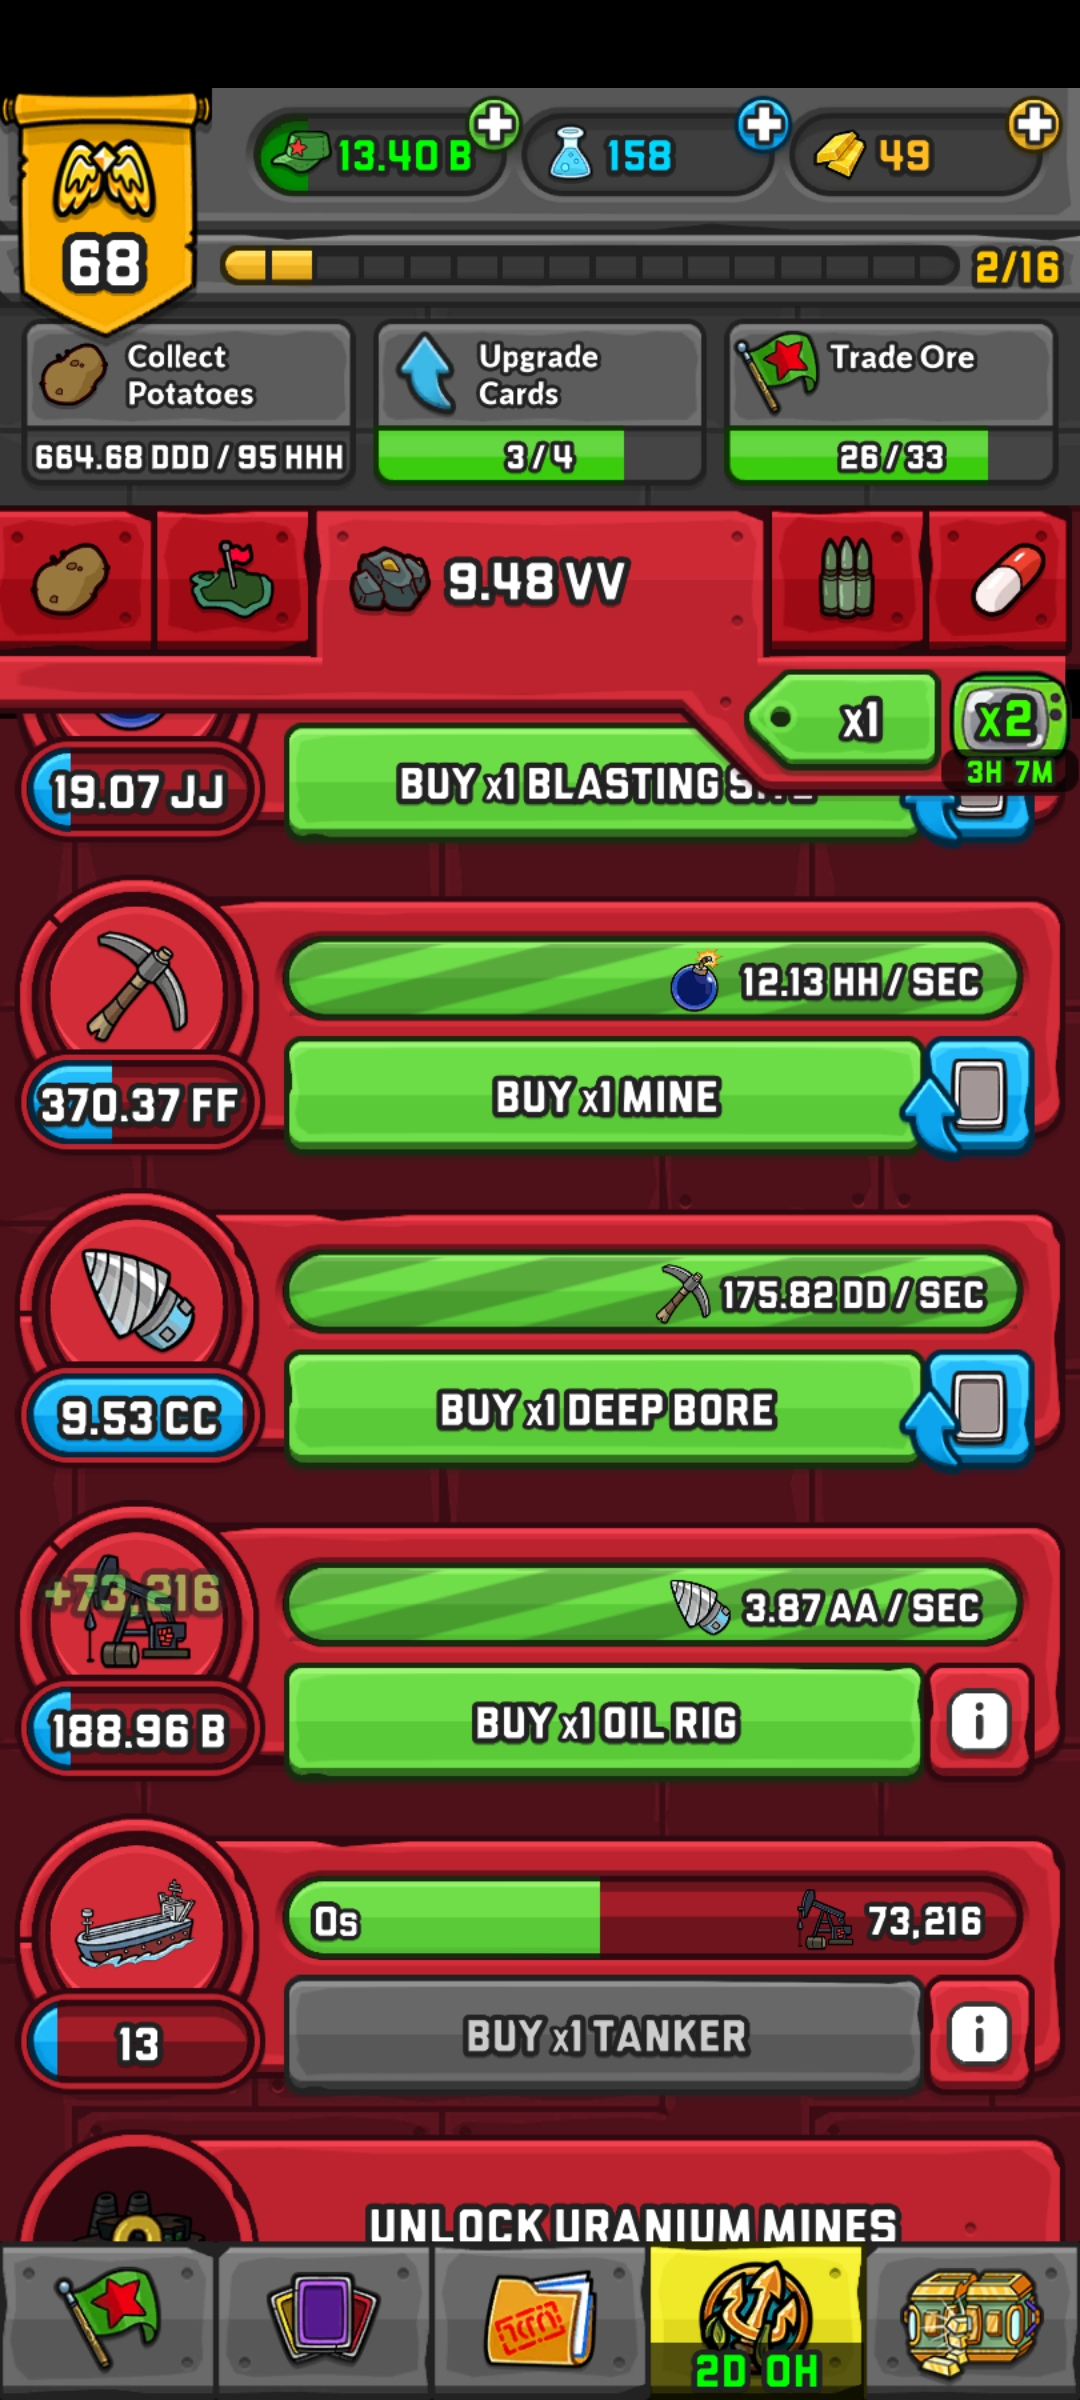 13.40 B
158
49
68
2/16
Collect
Potatoes
664.68 DDD / 95 HHH
Upgrade
Cards
3/4
Trade Ore
26/33
9.48 VV
x1
x2
3H 7M
19.07 JJ
BUY x1 BLASTING
12.13 HH / SEC
370.37 FF
BUY x1 MINE
175.82 DD / SEC
9.53 CC
BUY x1 DEEP BORE
+73,216
3.87 AA / SEC
188.96 B
BUY x1 OIL RIG
i
0s
73,216
13
BUY x1 TANKER
i
UNLOCK URANIUM MINES
2D 0H